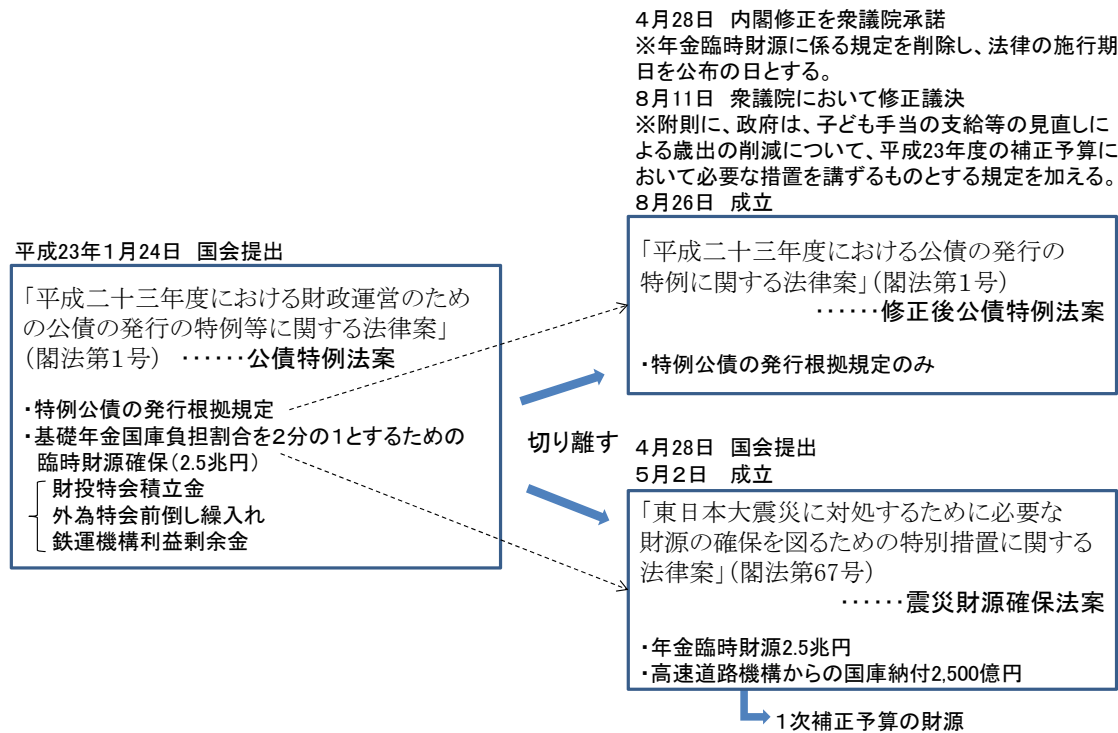 平成23年1月24日　国会提出
「平成二十三年度における財政運営のため
の公債の発行の特例等に関する法律案」
（閣法第1号）　……公債特例法案
・特例公債の発行根拠規定
・基礎年金国庫負担割合を２分の１とするための
臨時財源確保（2.5兆円）
財投特会積立金
外為特会前倒し繰入れ
鉄運機構利益剰余金
切り離す
４月28日　内閣修正を衆議院承諾
※年金臨時財源に係る規定を削除し、法律の施行期
日を公布の日とする。
８月11日　衆議院において修正議決
※附則に、政府は、子ども手当の支給等の見直しに
よる歳出の削減について、平成23年度の補正予算に
おいて必要な措置を講ずるものとする規定を加える。
８月26日　成立
「平成二十三年度における公債の発行の
特例に関する法律案」（閣法第1号）
……修正後公債特例法案
・特例公債の発行根拠規定のみ
４月28日　国会提出
５月２日　成立
「東日本大震災に対処するために必要な
財源の確保を図るための特別措置に関する
法律案」（閣法第67号）
……震災財源確保法案
・年金臨時財源2.5兆円
・高速道路機構からの国庫納付2,500億円
１次補正予算の財源